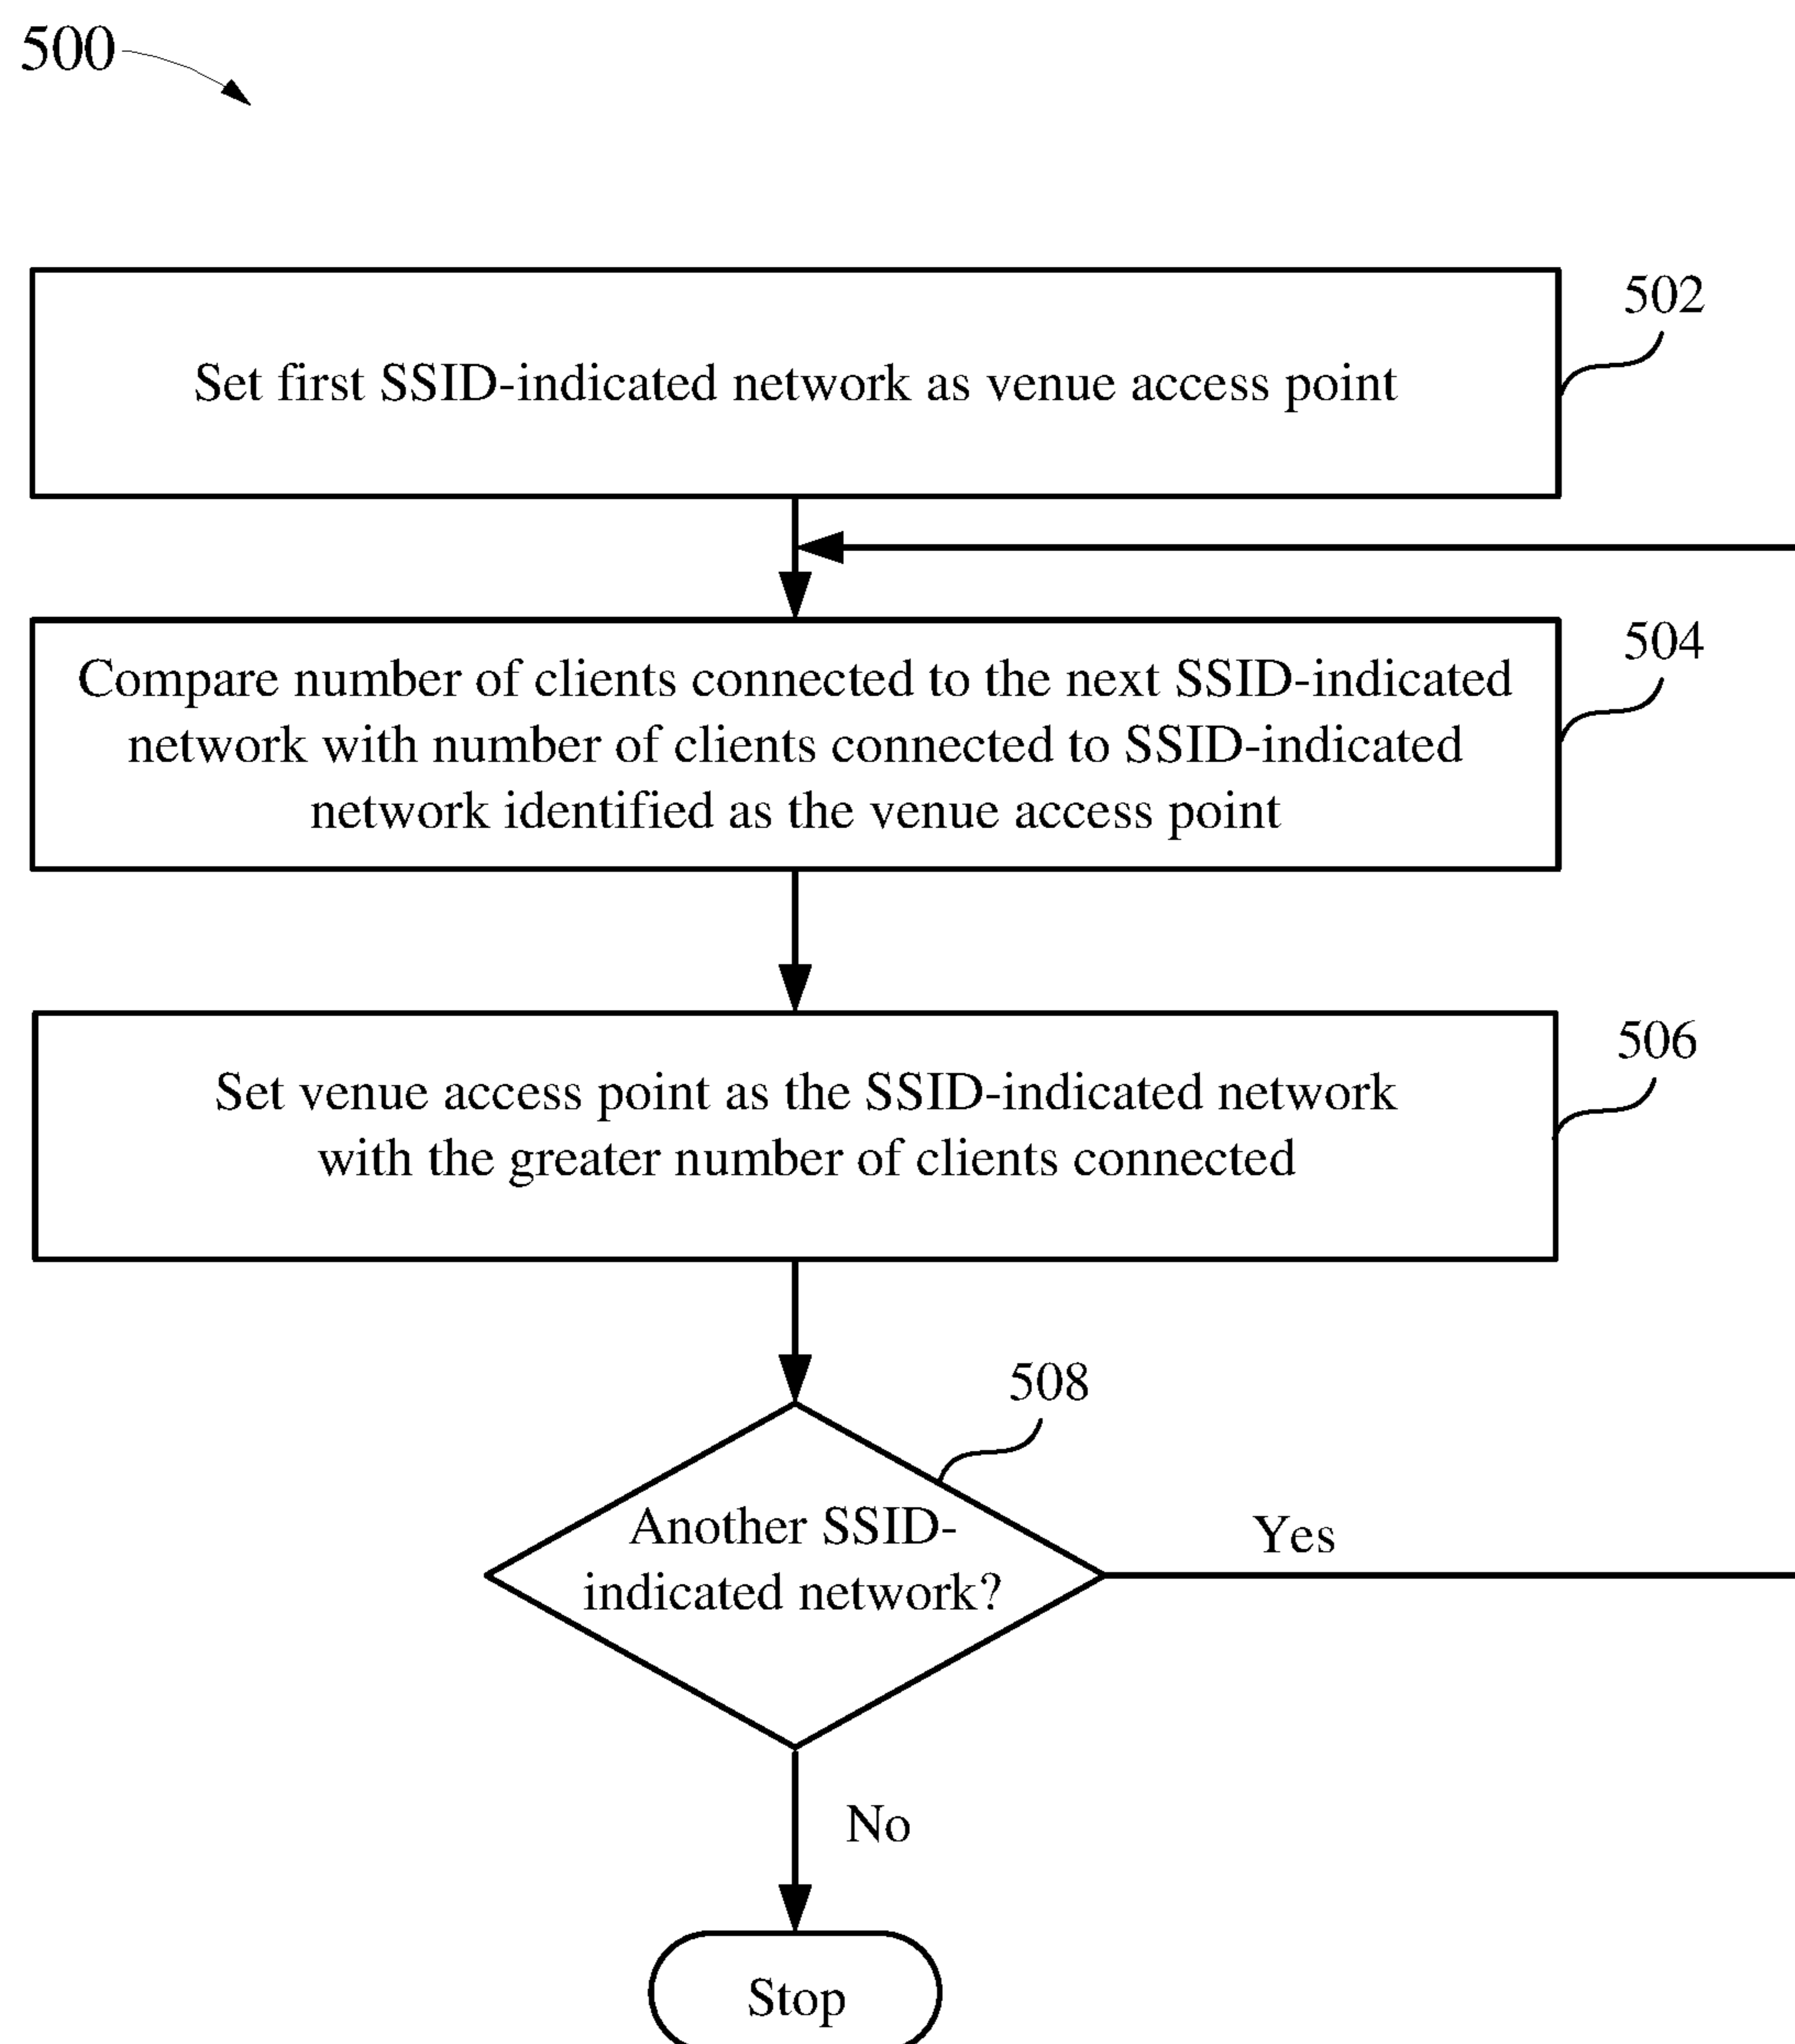 500
502
Set first SSID-indicated network as venue access point
504
Compare number of clients connected to the next SSID-indicated
network with number of clients connected to SSID-indicated
network identified as the venue access point
506
Set venue access point as the SSID-indicated network
with the greater number of clients connected
508
Another SSID-
indicated network?
Yes
No
Stop